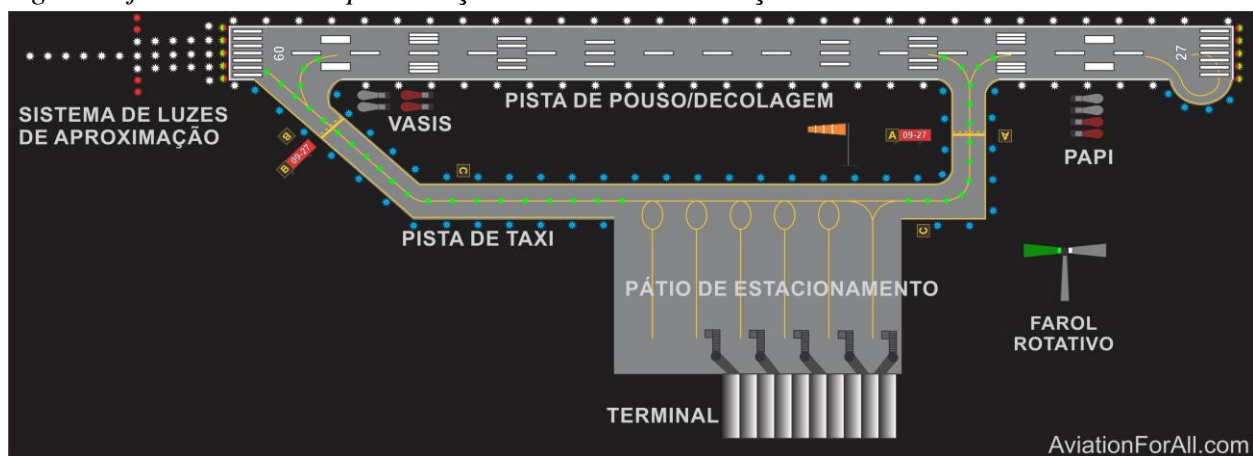 09
27
SISTEMA DE LUZES
DE APROXIMAÇÃO
VASIS
PISTA DE POUSO/DECOLAGEM
PAPI
B
B 09-27
A 09-27
A
C
C
PISTA DE TAXI
PÁTIO DE ESTACIONAMENTO
FAROL
ROTATIVO
TERMINAL
AviationForAll.com